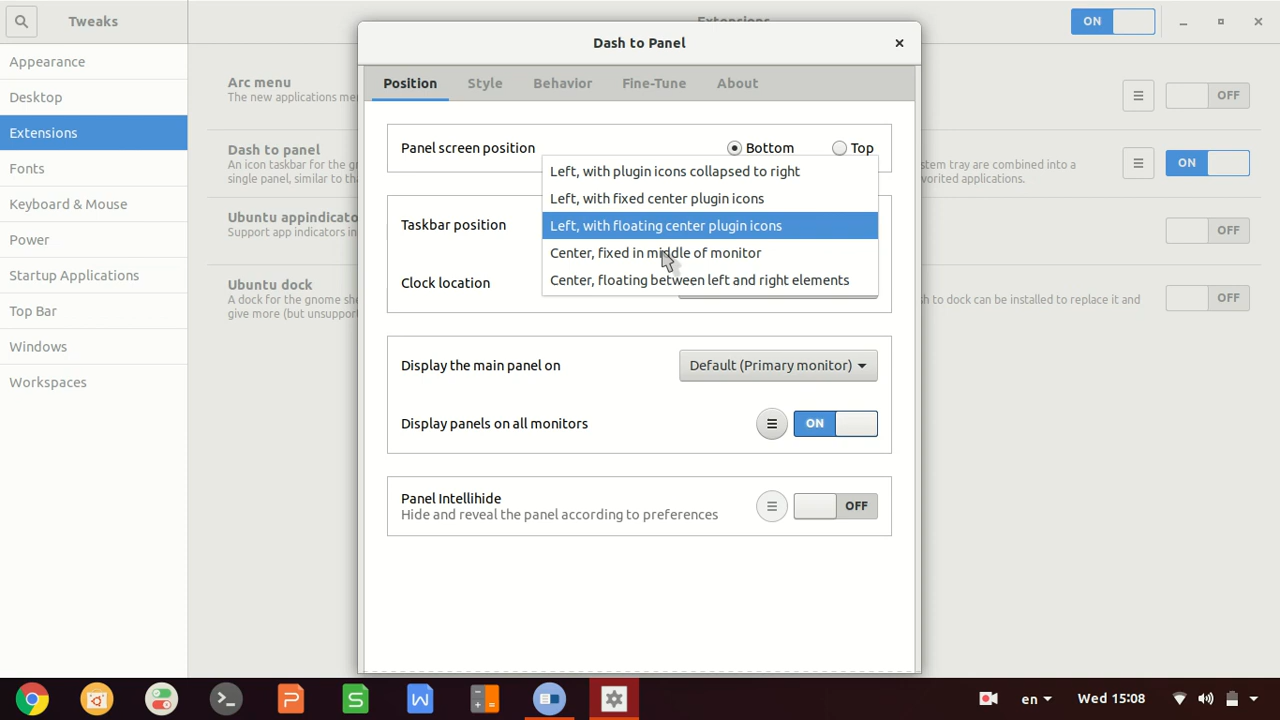 Tweaks
Extensions
ON
Appearance
Desktop
Extensions
Fonts
Keyboard & Mouse
Power
Startup Applications
Top Bar
Windows
Workspaces
Arc menu
The new applications me
OFF
Dash to panel
An icon taskbar for the g
single panel, similar to th
stem tray are combined into a
vorited applications.
ON
Ubuntu appindicato
Support app indicators in
OFF
Ubuntu dock
A dock for the gnome she
give more (but unsuppor
sh to dock can be installed to replace it and
OFF
Dash to Panel
Position
Style
Behavior
Fine-Tune
About
Panel screen position
Bottom
Top
Left, with plugin icons collapsed to right
Left, with fixed center plugin icons
Left, with floating center plugin icons
Center, fixed in middle of monitor
Center, floating between left and right elements
Taskbar position
Clock location
Display the main panel on
Default (Primary monitor)
Display panels on all monitors
ON
Panel Intellihide
Hide and reveal the panel according to preferences
OFF
P
S
W
en
Wed 15:08